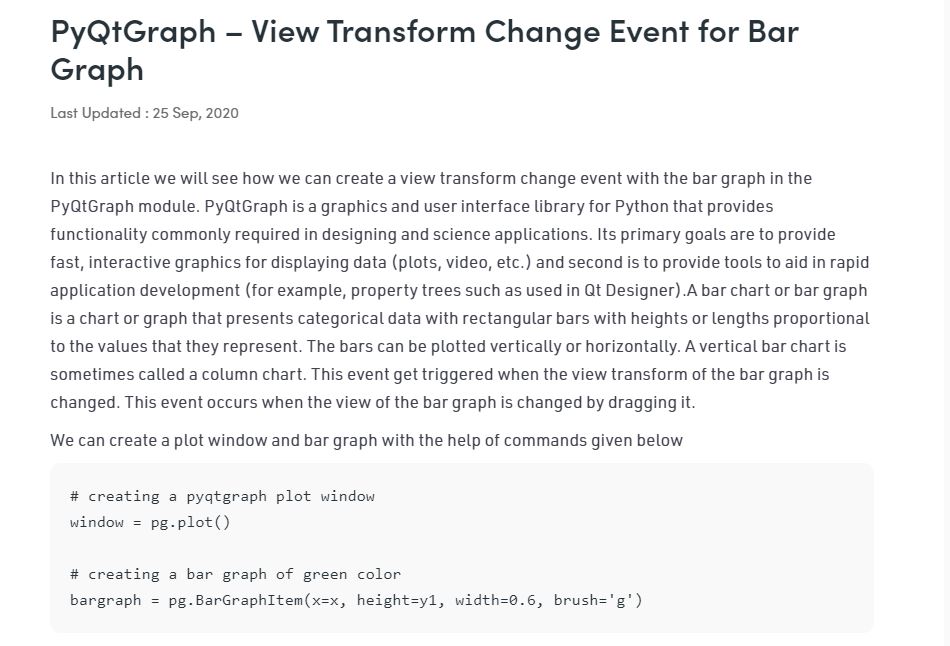 PyQtGraph – View Transform Change Event for Bar
Graph
Last Updated : 25 Sep, 2020
In this article we will see how we can create a view transform change event with the bar graph in the
PyQtGraph module. PyQtGraph is a graphics and user interface library for Python that provides
functionality commonly required in designing and science applications. Its primary goals are to provide
fast, interactive graphics for displaying data (plots, video, etc.) and second is to provide tools to aid in rapid
application development (for example, property trees such as used in Qt Designer).A bar chart or bar graph
is a chart or graph that presents categorical data with rectangular bars with heights or lengths proportional
to the values that they represent. The bars can be plotted vertically or horizontally. A vertical bar chart is
sometimes called a column chart. This event get triggered when the view transform of the bar graph is
changed. This event occurs when the view of the bar graph is changed by dragging it.
We can create a plot window and bar graph with the help of commands given below
# creating a pyqtgraph plot window
window = pg.plot()
# creating a bar graph of green color
bargraph = pg.BarGraphItem(x=x, height=y1, width=0.6, brush='g')